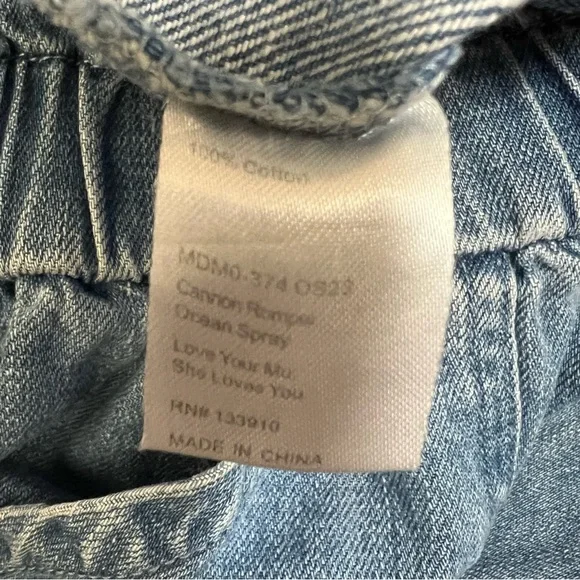 100% Cotton
MDM0-374 OS23
Cannon Romper
Ocean Spray
Love Your Mu,
She Loves You
RN# 133910
MADE IN CHINA